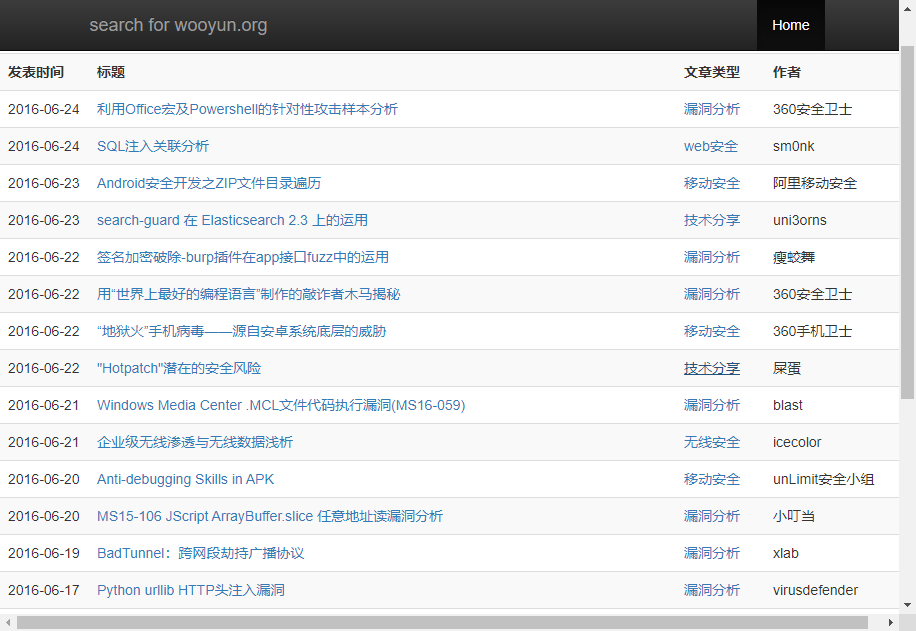 search for wooyun.org Home
发表时间 标题 文章类型 作者
2016-06-24 利用Office宏及Powershell的针对性攻击样本分析 漏洞分析 360安全卫士
2016-06-24 SQL注入关联分析 web安全 sm0nk
2016-06-23 Android安全开发之ZIP文件目录遍历 移动安全 阿里移动安全
2016-06-23 search-guard 在 Elasticsearch 2.3 上的运用 技术分享 uni3orns
2016-06-22 签名加密破除-burp插件在app接口fuzz中的运用 漏洞分析 瘦蛟舞
2016-06-22 用“世界上最好的编程语言”制作的敲诈者木马揭秘 漏洞分析 360安全卫士
2016-06-22 “地狱火”手机病毒——源自安卓系统底层的威胁 移动安全 360手机卫士
2016-06-22 "Hotpatch"潜在的安全风险 技术分享 屎蛋
2016-06-21 Windows Media Center .MCL文件代码执行漏洞(MS16-059) 漏洞分析 blast
2016-06-21 企业级无线渗透与无线数据浅析 无线安全 icecolor
2016-06-20 Anti-debugging Skills in APK 移动安全 unLimit安全小组
2016-06-20 MS15-106 JScript ArrayBuffer.slice 任意地址读漏洞分析 漏洞分析 小叮当
2016-06-19 BadTunnel：跨网段劫持广播协议 漏洞分析 xlab
2016-06-17 Python urllib HTTP头注入漏洞 漏洞分析 virusdefender